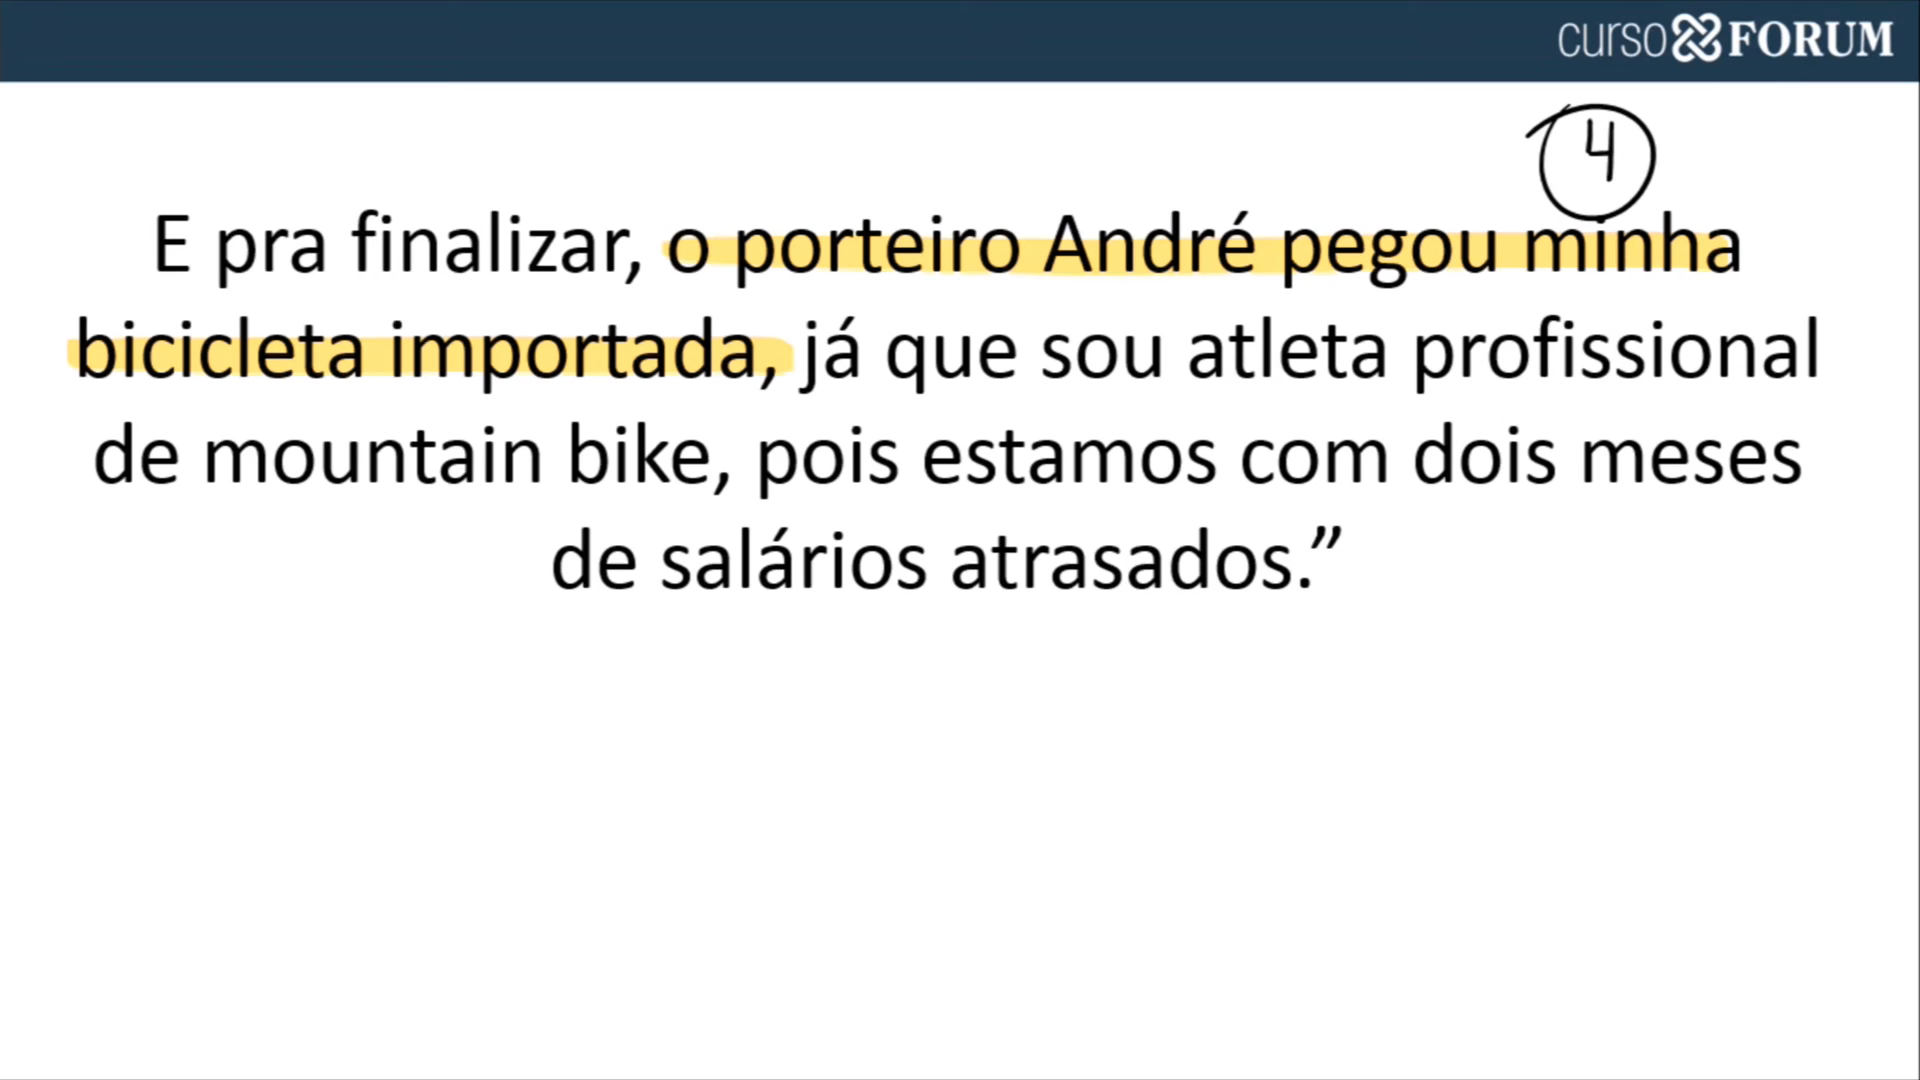 curso FORUM
4
E pra finalizar, o porteiro André pegou minha
bicicleta importada, já que sou atleta profissional
de mountain bike, pois estamos com dois meses
de salários atrasados.”